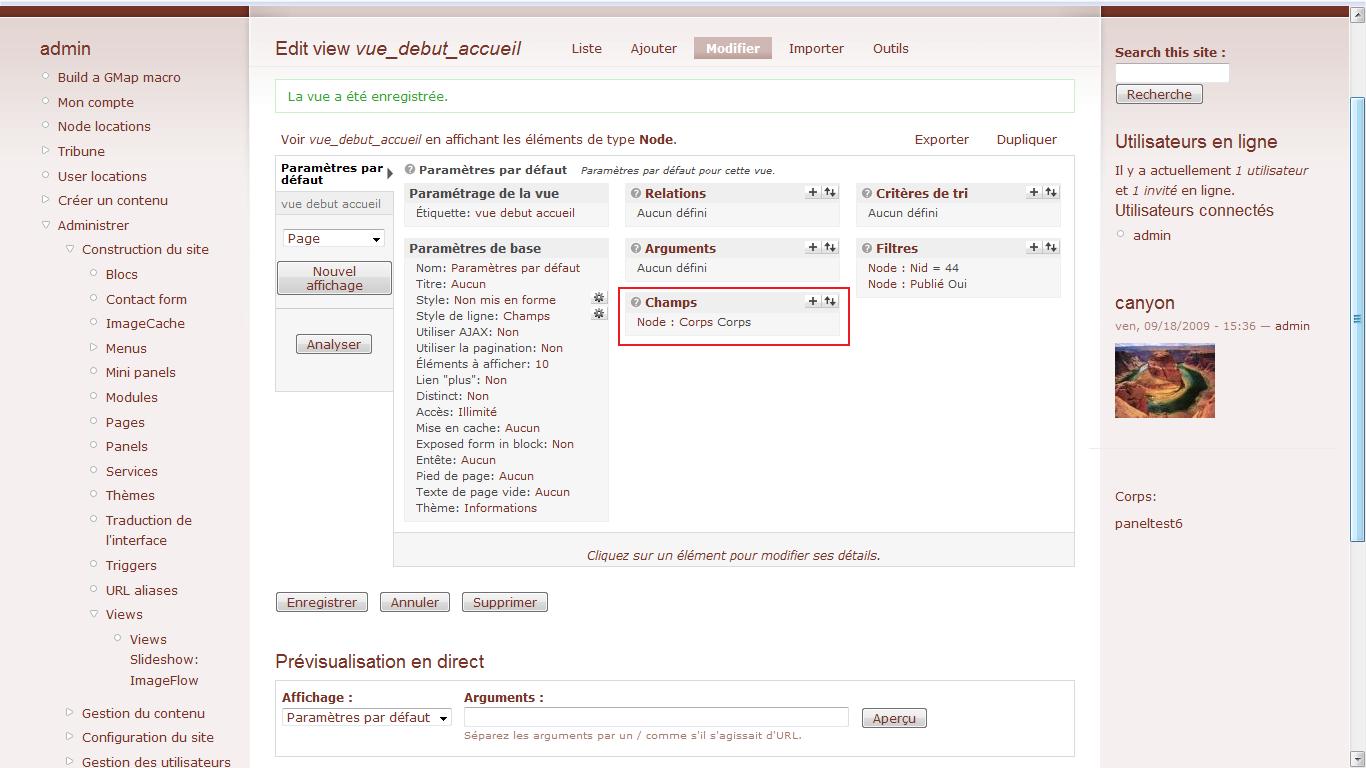 admin
Build a GMap macro
Mon compte
Node locations
Tribune
User locations
Créer un contenu
Administrer
Construction du site
Blocs
Contact form
ImageCache
Menus
Mini panels
Modules
Pages
Panels
Services
Thèmes
Traduction de
l'interface
Triggers
URL aliases
Views
Views
Slideshow:
ImageFlow
Gestion du contenu
Configuration du site
Gestion des utilisateurs
Edit view vue_debut_accueil
Liste Ajouter Modifier Importer Outils
La vue a été enregistrée.
Voir vue_debut_accueil en affichant les éléments de type Node.
Exporter Dupliquer
Paramètres par
défaut
vue debut accueil
Page
Nouvel
affichage
Analyser
Paramètres par défaut Paramètres par défaut pour cette vue.
Paramétrage de la vue
Étiquette: vue debut accueil
Paramètres de base
Nom: Paramètres par défaut
Titre: Aucun
Style: Non mis en forme
Style de ligne: Champs
Utiliser AJAX: Non
Utiliser la pagination: Non
Éléments à afficher: 10
Lien "plus": Non
Distinct: Non
Accès: Illimité
Mise en cache: Aucun
Exposed form in block: Non
Entête: Aucun
Pied de page: Aucun
Texte de page vide: Aucun
Thème: Informations
Relations
Aucun défini
Arguments
Aucun défini
Champs
Node : Corps Corps
Critères de tri
Aucun défini
Filtres
Node : Nid = 44
Node : Publié Oui
Cliquez sur un élément pour modifier ses détails.
Enregistrer Annuler Supprimer
Prévisualisation en direct
Affichage :
Paramètres par défaut
Arguments :
Séparez les arguments par un / comme s'il s'agissait d'URL.
Aperçu
Search this site :
Recherche
Utilisateurs en ligne
Il y a actuellement 1 utilisateur
et 1 invité en ligne.
Utilisateurs connectés
admin
canyon
ven, 09/18/2009 - 15:36 — admin
Corps:
paneltest6